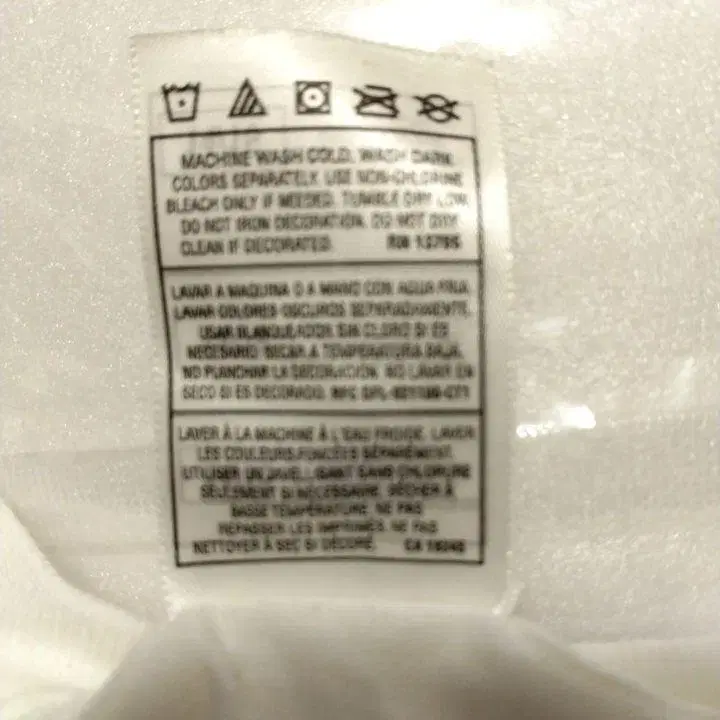 MACHINE WASH COLD, WASH DARK
COLORS SEPARATELY. USE NON-CHLORINE
BLEACH ONLY IF NEEDED. TUMBLE DRY LOW.
DO NOT IRON DECORATION. DO NOT DRY
CLEAN IF DECORATED. RN 13765
LAVAR A MAQUINA O A MANO CON AGUA FRIA.
LAVAR COLORES OSCUROS SEPARADAMENTE.
USAR BLANQUEADOR SIN CLORO SI ES
NECESARIO. SECAR A TEMPERATURA BAJA.
NO PLANCHAR LA DECORACION. NO LAVAR EN
SECO SI ES DECORADO.
LAVER À LA MACHINE À L'EAU FROIDE. LAVER
LES COULEURS FONCÉES SÉPARÉMENT.
UTILISER UN JAVELLISANT SANS CHLORURE
SEULEMENT SI NÉCESSAIRE. SÉCHER À
BASSE TEMPÉRATURE. NE PAS
REPASSER LES IMPRIMÉS. NE PAS
NETTOYER À SEC SI DÉCORÉ. CA